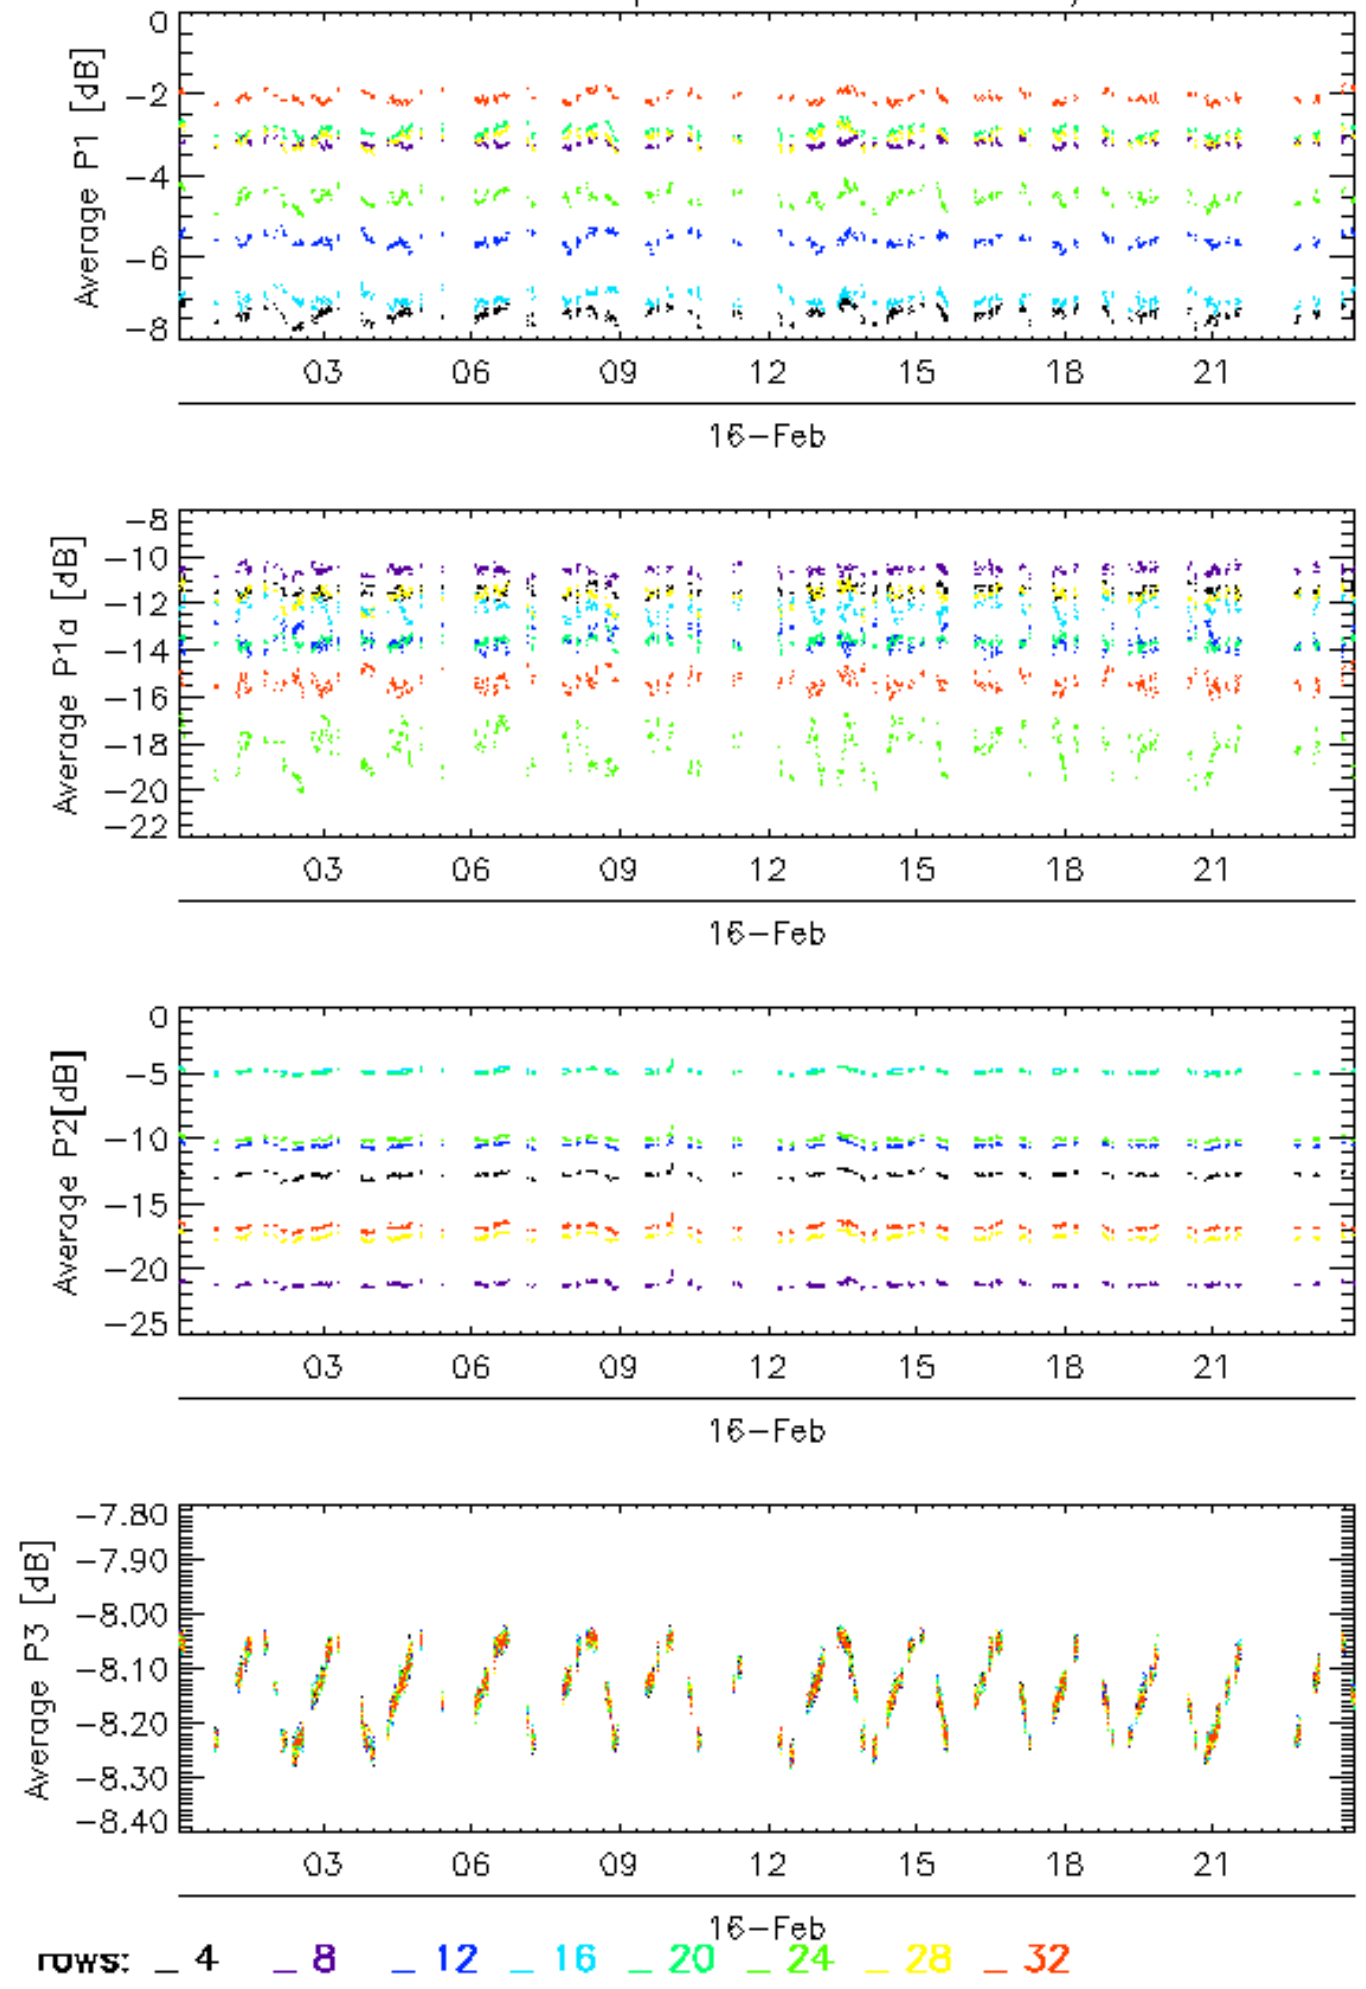 0
−2
−4
−6
−8
Average P1 [dB]
03 06 09 12 15 18 21
16−Feb
−8
−10
−12
−14
−16
−18
−20
−22
Average P1a [dB]
03 06 09 12 15 18 21
16−Feb
0
−5
−10
−15
−20
−25
Average P2[dB]
03 06 09 12 15 18 21
16−Feb
−7.80
−7.90
−8.00
−8.10
−8.20
−8.30
−8.40
Average P3 [dB]
03 06 09 12 15 18 21
16−Feb
rows: _ 4 _ 8 _ 12 _ 16 _ 20 _ 24 _ 28 _ 32